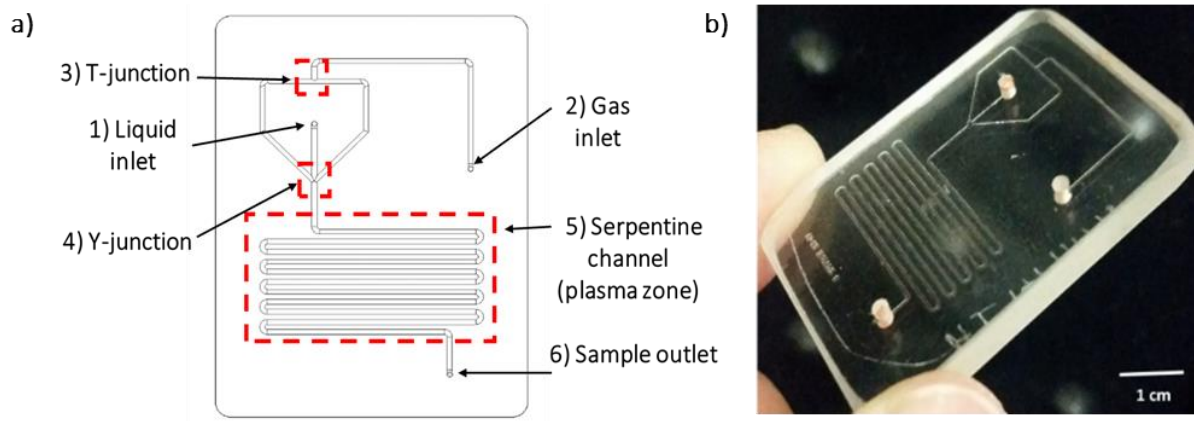 a)
3) T-junction
1) Liquid
inlet
2) Gas
inlet
4) Y-junction
5) Serpentine
channel
(plasma zone)
6) Sample outlet
b)
1 cm